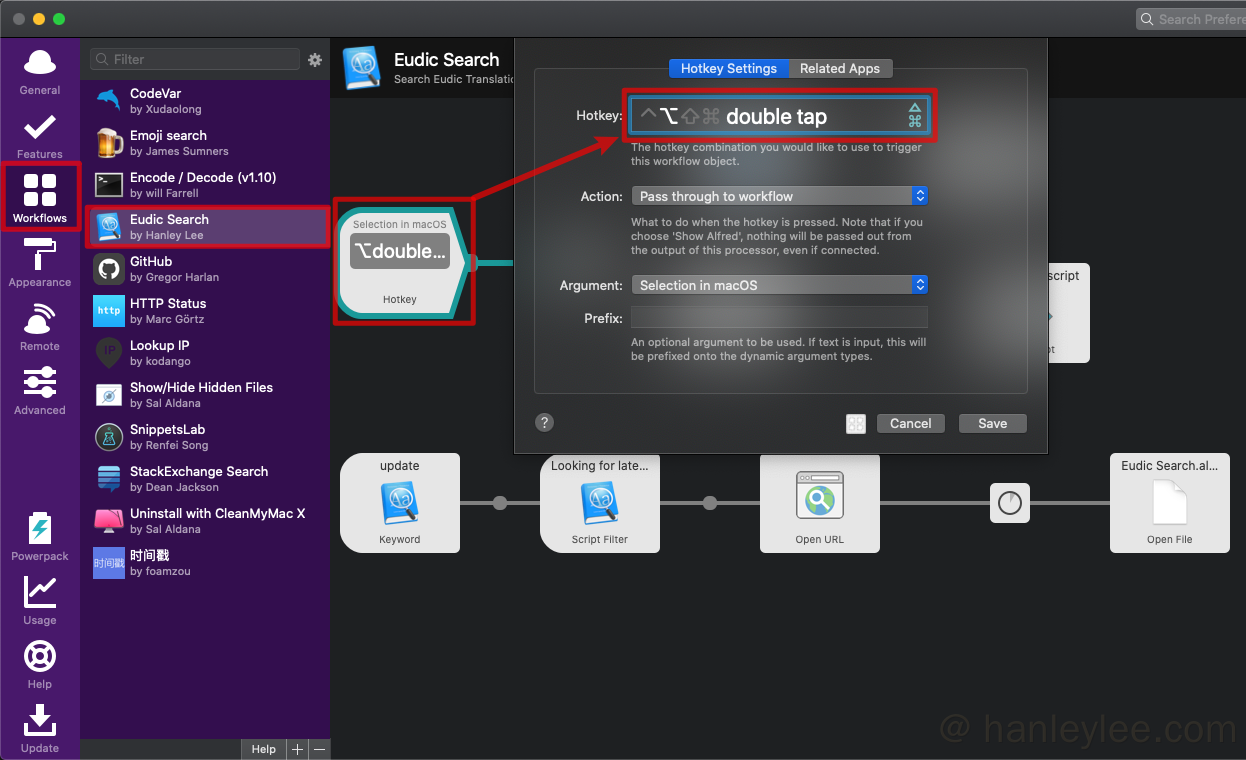 Search Prefere
General
Features
Workflows
Appearance
Remote
Advanced
Powerpack
Usage
Help
Update
Filter
CodeVar
by Xudaolong
Emoji search
by James Sumners
Encode / Decode (v1.10)
by will Farrell
Eudic Search
by Hanley Lee
GitHub
by Gregor Harlan
http
HTTP Status
by Marc Görtz
IP
Lookup IP
by kodango
Show/Hide Hidden Files
by Sal Aldana
SnippetsLab
by Renfei Song
StackExchange Search
by Dean Jackson
Uninstall with CleanMyMac X
by Sal Aldana
时间戳
时间戳
by foamzou
Help + −
Eudic Search
Search Eudic Translatio
Selection in macOS
⌥double...
Hotkey
Hotkey Settings Related Apps
Hotkey: ^⌥⇧⌘ double tap
The hotkey combination you would like to use to trigger
this workflow object.
Action: Pass through to workflow
What to do when the hotkey is pressed. Note that if you
choose 'Show Alfred', nothing will be passed out from
the output of this processor, even if connected.
Argument: Selection in macOS
Prefix:
An optional argument to be used. If text is input, this will
be prefixed onto the dynamic argument types.
? Cancel Save
script
pt
update
Keyword
Looking for late...
Script Filter
Open URL
Eudic Search.al...
Open File
@ hanleylee.com